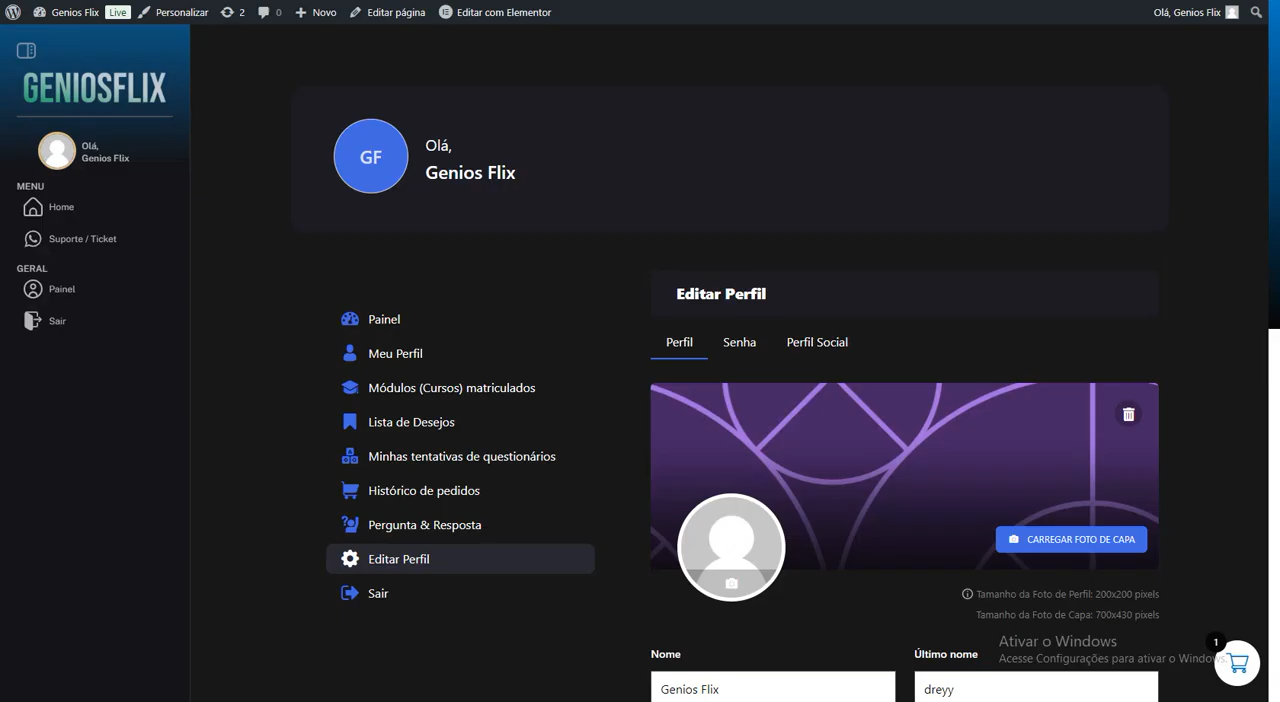 Genios Flix Live Personalizar 2 0 Novo Editar página Editar com Elementor Olá, Genios Flix
GENIOSFLIX
Olá,
Genios Flix
MENU
Home
Suporte / Ticket
GERAL
Painel
Sair
GF
Olá,
Genios Flix
Painel
Meu Perfil
Módulos (Cursos) matriculados
Lista de Desejos
Minhas tentativas de questionários
Histórico de pedidos
Pergunta & Resposta
Editar Perfil
Sair
Editar Perfil
Perfil Senha Perfil Social
CARREGAR FOTO DE CAPA
Tamanho da Foto de Perfil: 200x200 pixels
Tamanho da Foto de Capa: 700x430 pixels
Ativar o Windows
Acesse Configurações para ativar o Windows.
1
Nome Último nome
Genios Flix dreyy